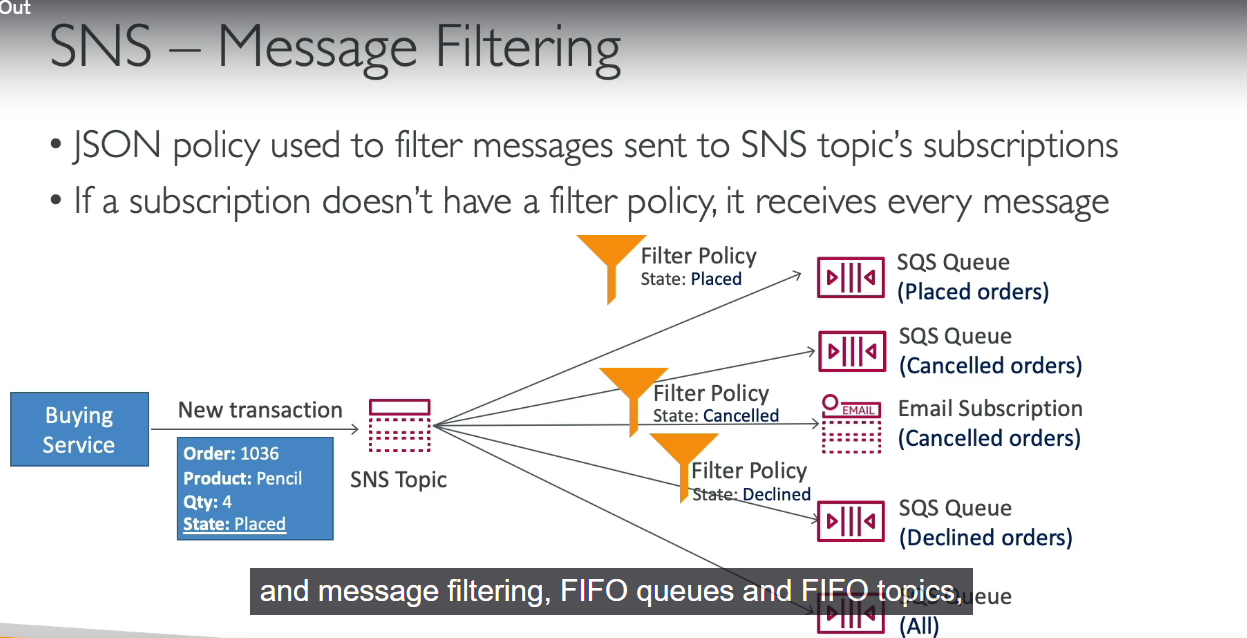 Out
SNS – Message Filtering
• JSON policy used to filter messages sent to SNS topic's subscriptions
• If a subscription doesn't have a filter policy, it receives every message
Filter Policy
State: Placed
SQS Queue
(Placed orders)
SQS Queue
(Cancelled orders)
Filter Policy
State: Cancelled
EMAIL
Email Subscription
(Cancelled orders)
Buying
Service
New transaction
Order: 1036
Product: Pencil
Qty: 4
State: Placed
SNS Topic
Filter Policy
State: Declined
SQS Queue
(Declined orders)
and message filtering, FIFO queues and FIFO topics,
SQS Queue
(All)